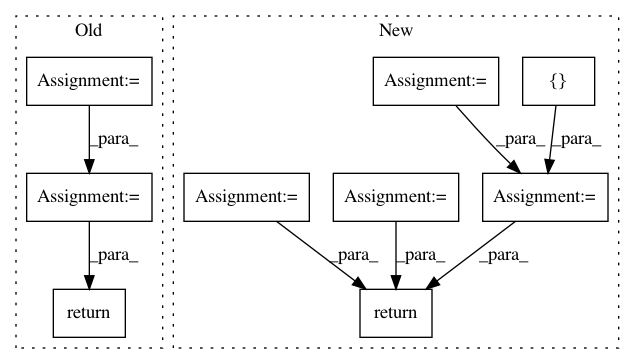 Old
New
Assignment:=
Assignment:=
{}
_para_
_para_
_para_
Assignment:=
Assignment:=
Assignment:=
Assignment:=
_para_
_para_
_para_
_para_
return
return